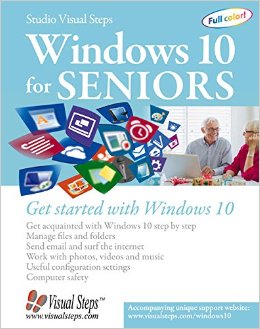 Studio Visual Steps
Full color!
Windows 10
for SENIORS
Get started with Windows 10
Get acquainted with Windows 10 step by step
Manage files and folders
Send email and surf the internet
Work with photos, videos and music
Useful configuration settings
Computer safety
Visual Steps™
www.visualsteps.com
Accompanying unique support website:
www.visualsteps.com/windows10